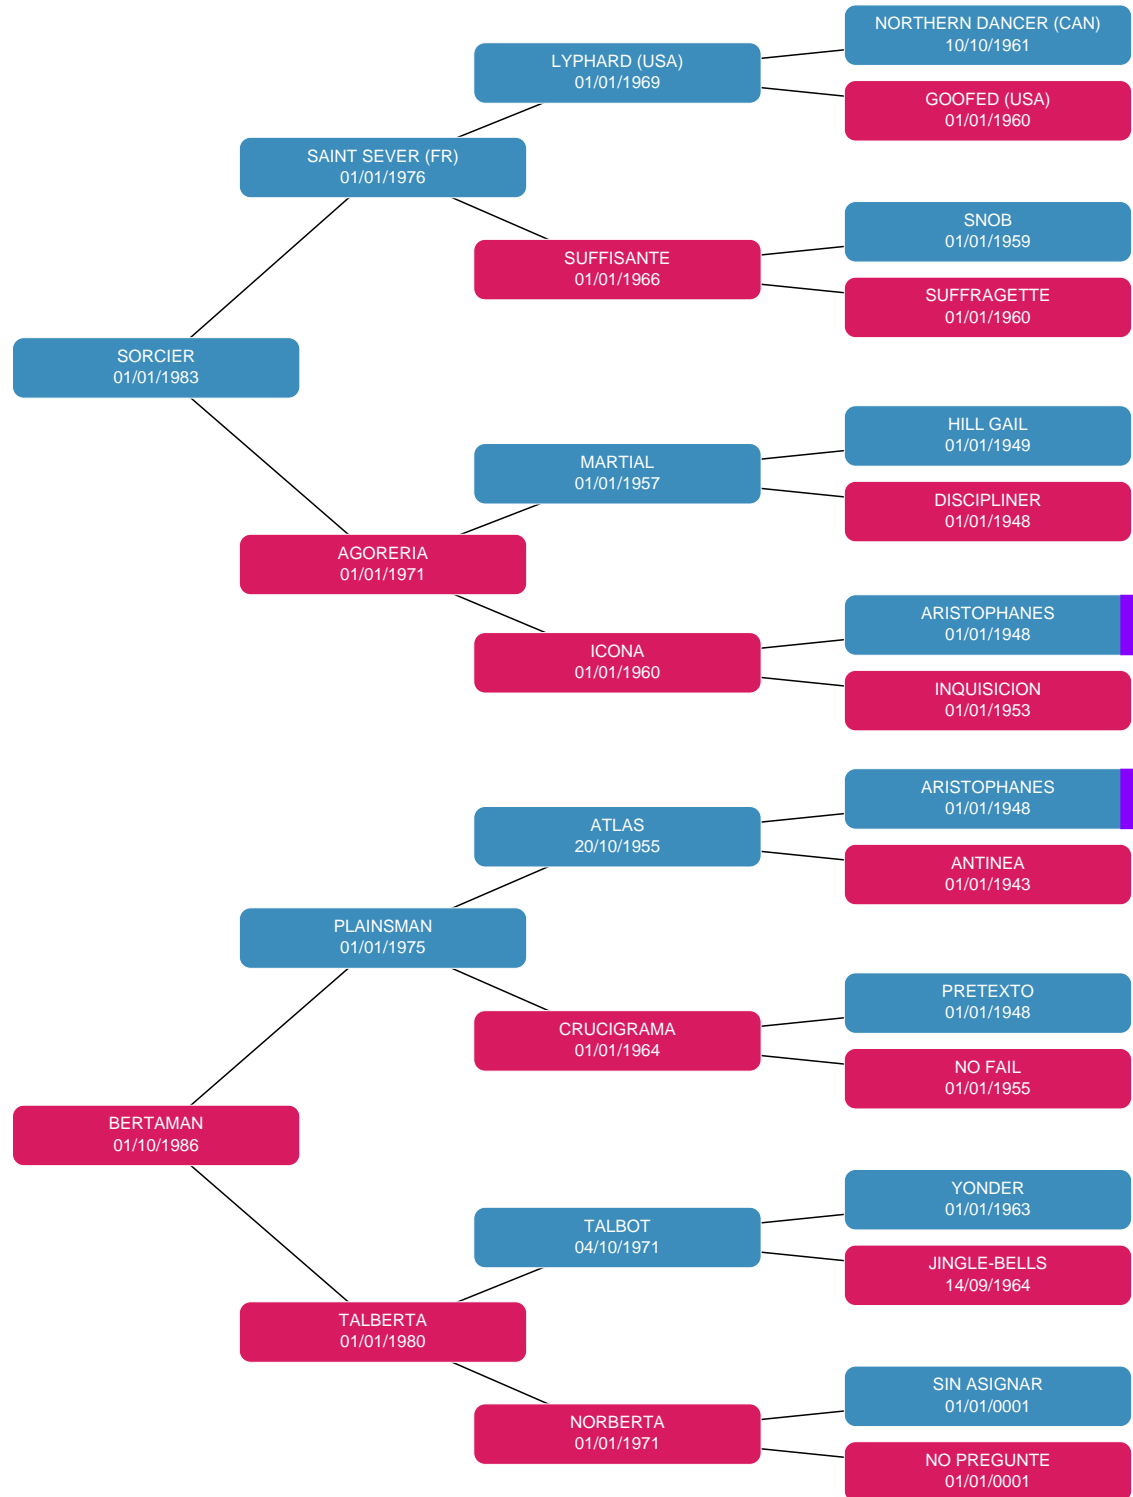 NORTHERN DANCER (CAN)
10/10/1961
LYPHARD (USA)
01/01/1969
GOOFED (USA)
01/01/1960
SAINT SEVER (FR)
01/01/1976
SNOB
01/01/1959
SUFFISANTE
01/01/1966
SUFFRAGETTE
01/01/1960
SORCIER
01/01/1983
HILL GAIL
01/01/1949
MARTIAL
01/01/1957
DISCIPLINER
01/01/1948
AGORERIA
01/01/1971
ARISTOPHANES
01/01/1948
ICONA
01/01/1960
INQUISICION
01/01/1953
ARISTOPHANES
01/01/1948
ATLAS
20/10/1955
ANTINEA
01/01/1943
PLAINSMAN
01/01/1975
PRETEXTO
01/01/1948
CRUCIGRAMA
01/01/1964
NO FAIL
01/01/1955
BERTAMAN
01/10/1986
YONDER
01/01/1963
TALBOT
04/10/1971
JINGLE-BELLS
14/09/1964
TALBERTA
01/01/1980
SIN ASIGNAR
01/01/0001
NORBERTA
01/01/1971
NO PREGUNTE
01/01/0001